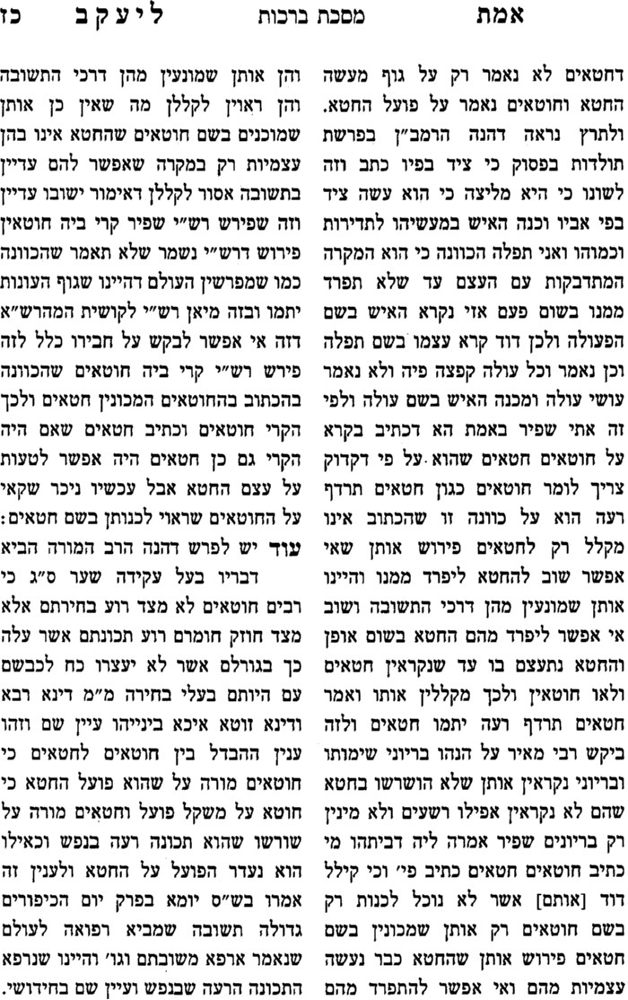 אמת מסכת ברכות ליעקב כז
דחטאים לא נאמר רק על גוף מעשה
החטא וחוטאים נאמר על פועל החטא.
ולתרץ נראה דהנה הרמב״ן בפרשת
תולדות בפסוק כי ציד בפיו כתב וזה
לשונו כי היא מליצה כי הוא עשה ציד
בפי אביו וכנה האיש במעשיהו לתדירות
וכמוהו ואני תפלה הכוונה כי הוא המקרה
המתדבקות עם העצם עד שלא תפרד
ממנו בשום פעם אזי נקרא האיש בשם
הפעולה ולכן דוד קרא עצמו בשם תפלה
וכן נאמר וכל עולה קפצה פיה ולא נאמר
עושי עולה ומכנה האיש בשם עולה ולפי
זה אתי שפיר באמת הא דכתיב בקרא
על חוטאים חטאים שהוא על פי דקדוק
צריך לומר חוטאים כגון חטאים תרדף
רעה הוא על כוונה זו שהכתוב אינו
מקלל רק לחטאים פירוש אותן שאי
אפשר שוב להחטא ליפרד ממנו והיינו
אותן שמונעין מהן דרכי התשובה ושוב
אי אפשר ליפרד מהם החטא בשום אופן
והחטא נתעצם בו עד שנקראין חטאים
ולאו חוטאין ולכך מקללין אותו ואמר
חטאים תרדף רעה יתמו חטאים ולזה
ביקש רבי מאיר על הנהו בריוני שימותו
ובריוני נקראין אותן שלא הושרשו בחטא
שהם לא נקראין אפילו רשעים ולא מינין
רק בריונים שפיר אמרה ליה דביתהו מי
כתיב חוטאים חטאים כתיב פי׳ וכי קילל
דוד [אותם] אשר לא נוכל לכנות רק
בשם חוטאים רק אותן שמכונין בשם
חטאים פירוש אותן שהחטא כבר נעשה
עצמיות מהם ואי אפשר להתפרד מהם
והן אותן שמונעין מהן דרכי התשובה
והן ראוין לקללן מה שאין כן אותן
שמוכנים בשם חוטאים שהחטא אינו בהן
עצמיות רק במקרה שאפשר להם עדיין
בתשובה אסור לקללן דאימור ישובו עדיין
וזה שפירש רש״י שפיר קרי ביה חוטאין
פירוש דרש״י נשמר שלא תאמר שהכוונה
כמו שמפרשין העולם דהיינו שגוף העונות
יתמו ובזה מיאן רש״י לקושית המהרש״א
דזה אי אפשר לבקש על חבירו כלל לזה
פירש רש״י קרי ביה חוטאים שהכוונה
בהכתוב בהחוטאים המכונין חטאים ולכך
הקרי חוטאים וכתיב חטאים שאם היה
הקרי גם כן חטאים היה אפשר לטעות
על עצם החטא אבל עכשיו ניכר שקאי
על החוטאים שראוי לכנותן בשם חטאים:
עוד יש לפרש דהנה הרב המורה הביא
דבריו בעל עקידה שער ס״ג כי
רבים חוטאים לא מצד רוע בחירתם אלא
מצד חוזק חומרם רוע תכונתם אשר עלה
כך בגורלם אשר לא יעצרו כח לכבשם
עם היותם בעלי בחירה מ״מ דינא רבא
ודינא זוטא איכא בינייהו עיין שם וזהו
ענין ההבדל בין חוטאים לחטאים כי
חוטאים מורה על שהוא פועל החטא כי
חוטא על משקל פועל וחטאים מורה על
שורשו שהוא תכונה רעה בנפש וכאילו
הוא נעדר הפועל על החטא ולענין זה
אמרו בש״ס יומא בפרק יום הכיפורים
גדולה תשובה שמביא רפואה לעולם
שנאמר ארפא משובתם וגו׳ והיינו שנרפא
התכונה הרעה שבנפש ועיין שם בחידושי.